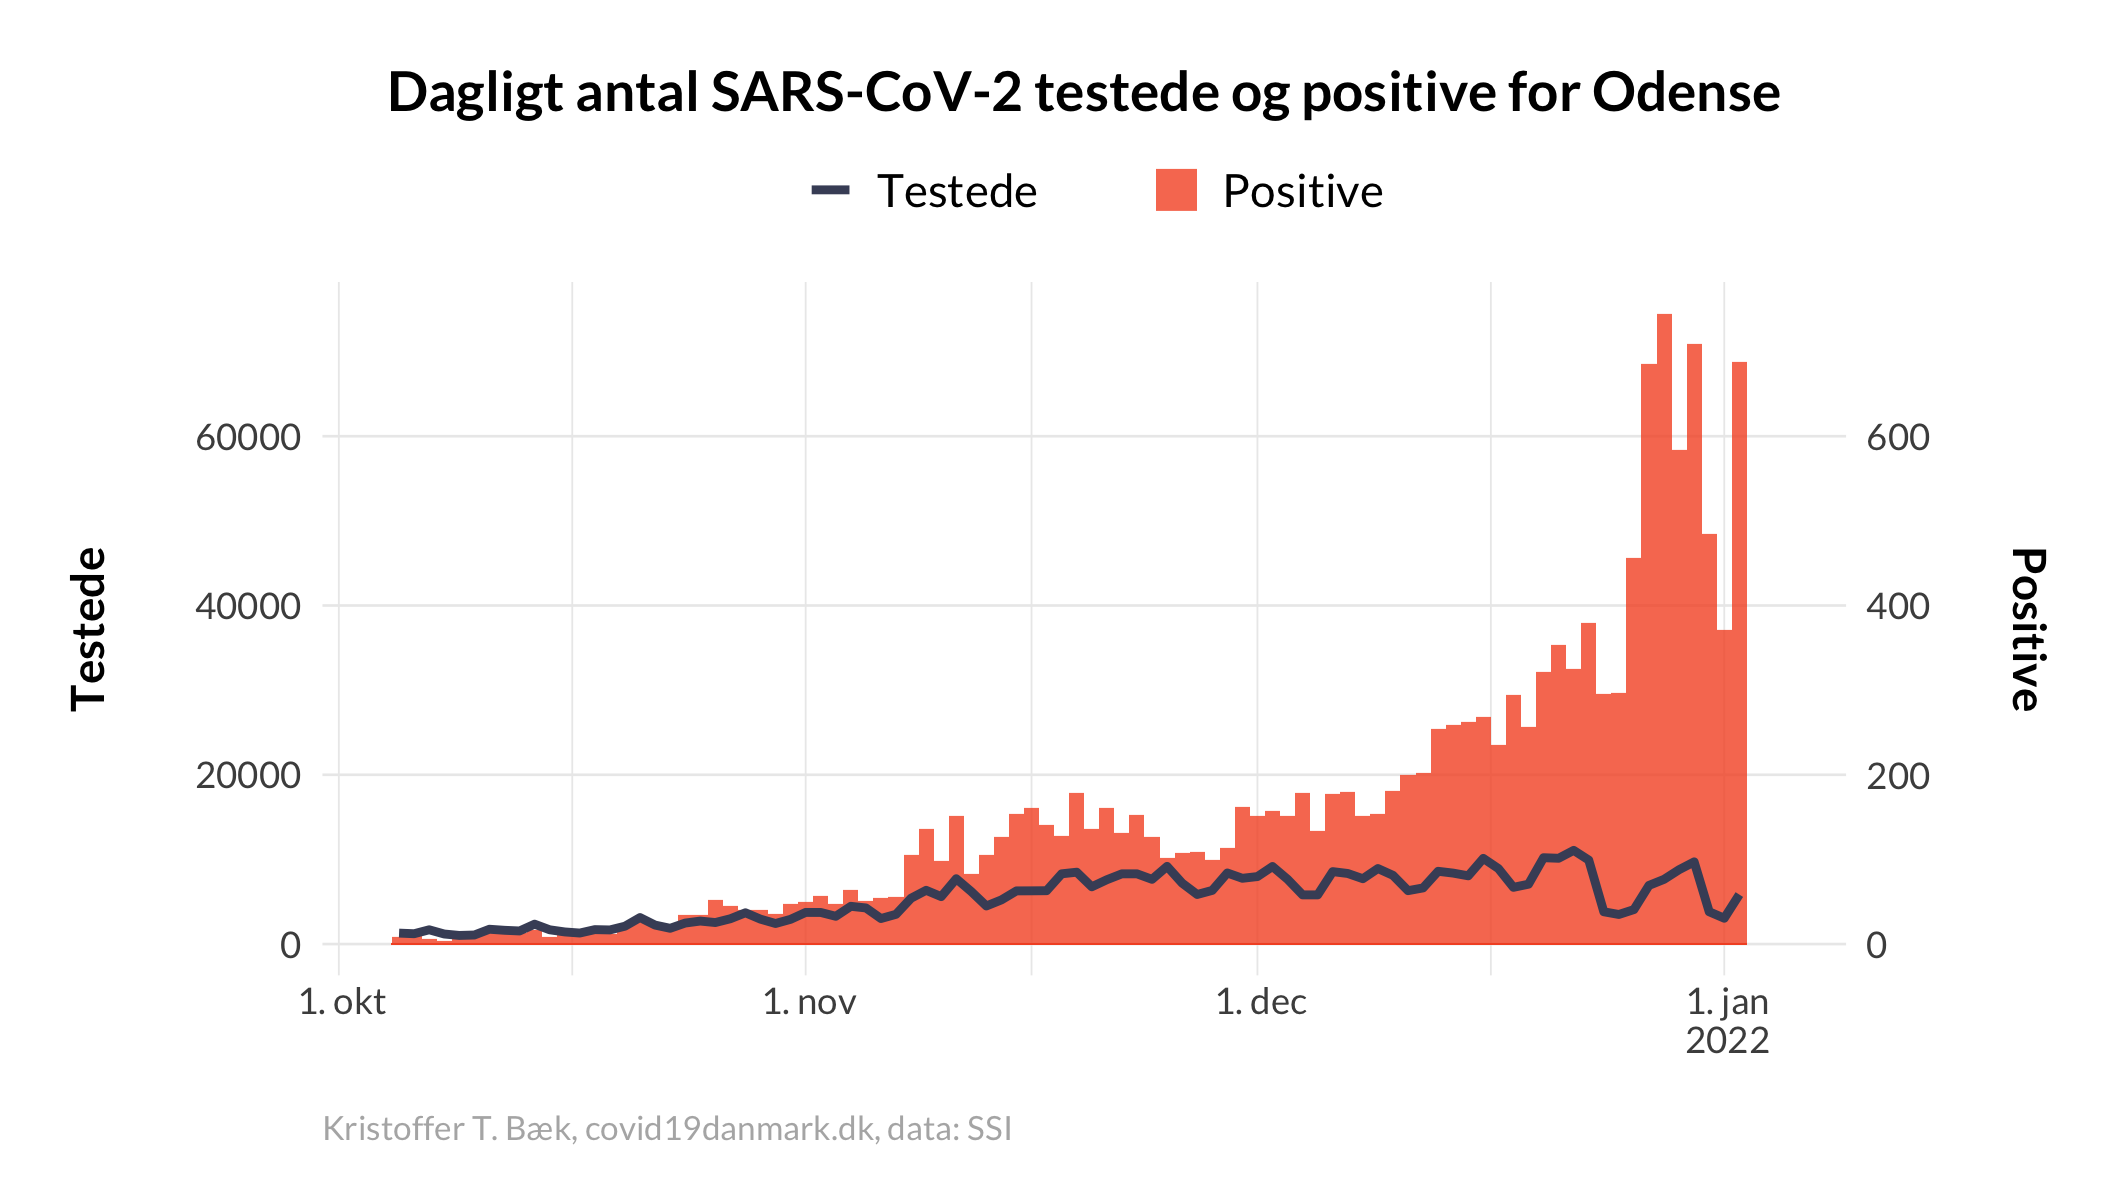 Dagligt antal SARS-CoV-2 testede og positive for Odense
Testede
Positive
60000
40000
20000
0
600
400
200
0
Testede
Positive
1. okt
1. nov
1. dec
1. jan
2022
Kristoffer T. Bæk, covid19danmark.dk, data: SSI